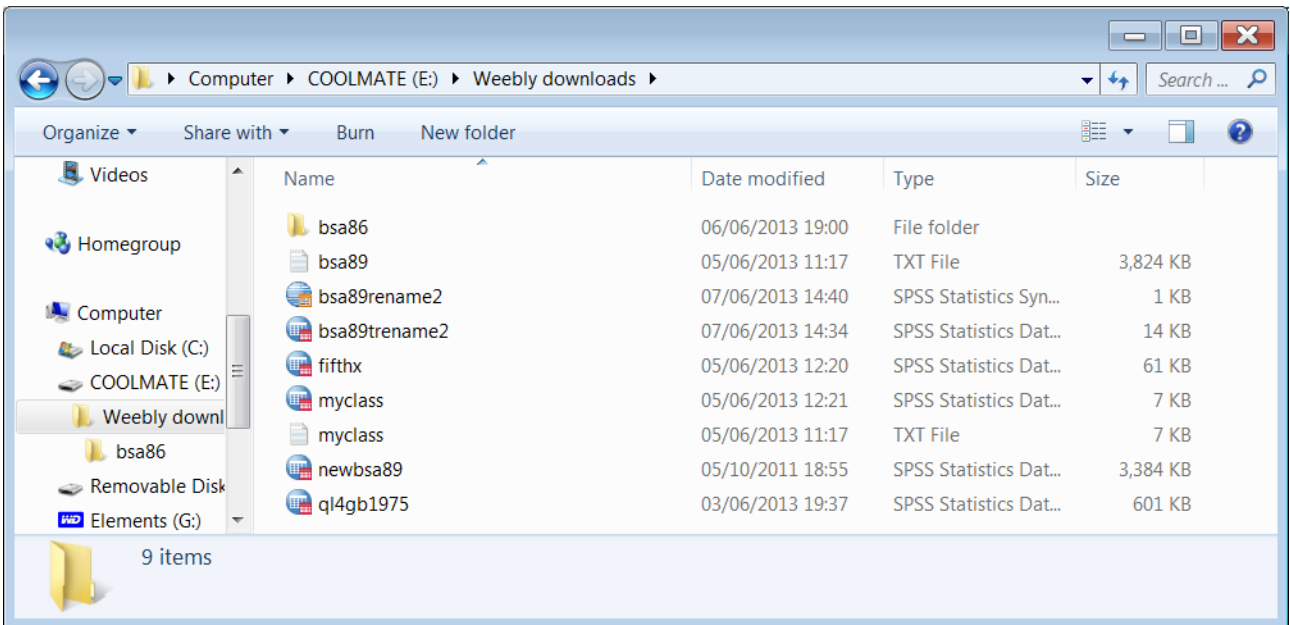 Computer ▸ COOLMATE (E:) ▸ Weebly downloads ▸
Search ...
Organize Share with Burn New folder
Videos
Homegroup
Computer
Local Disk (C:)
COOLMATE (E:)
Weebly downl
bsa86
Removable Disk
WD Elements (G:)
Name Date modified Type Size
bsa86 06/06/2013 19:00 File folder
bsa89 05/06/2013 11:17 TXT File 3,824 KB
bsa89rename2 07/06/2013 14:40 SPSS Statistics Syn... 1 KB
bsa89trename2 07/06/2013 14:34 SPSS Statistics Dat... 14 KB
fifthx 05/06/2013 12:20 SPSS Statistics Dat... 61 KB
myclass 05/06/2013 12:21 SPSS Statistics Dat... 7 KB
myclass 05/06/2013 11:17 TXT File 7 KB
newbsa89 05/10/2011 18:55 SPSS Statistics Dat... 3,384 KB
ql4gb1975 03/06/2013 19:37 SPSS Statistics Dat... 601 KB
9 items